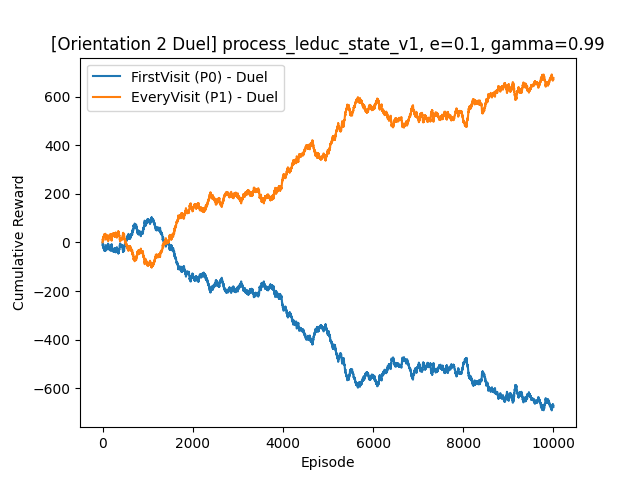 [Orientation 2 Duel] process_leduc_state_v1, e=0.1, gamma=0.99
FirstVisit (P0) - Duel
EveryVisit (P1) - Duel
Cumulative Reward
600
400
200
0
−200
−400
−600
0 2000 4000 6000 8000 10000
Episode